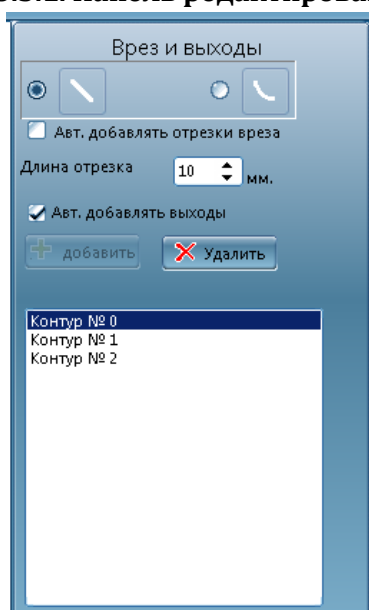 Врез и выходы
Авт. добавлять отрезки вреза
Длина отрезка 10 мм.
Авт. добавлять выходы
добавить Удалить
Контур № 0
Контур № 1
Контур № 2